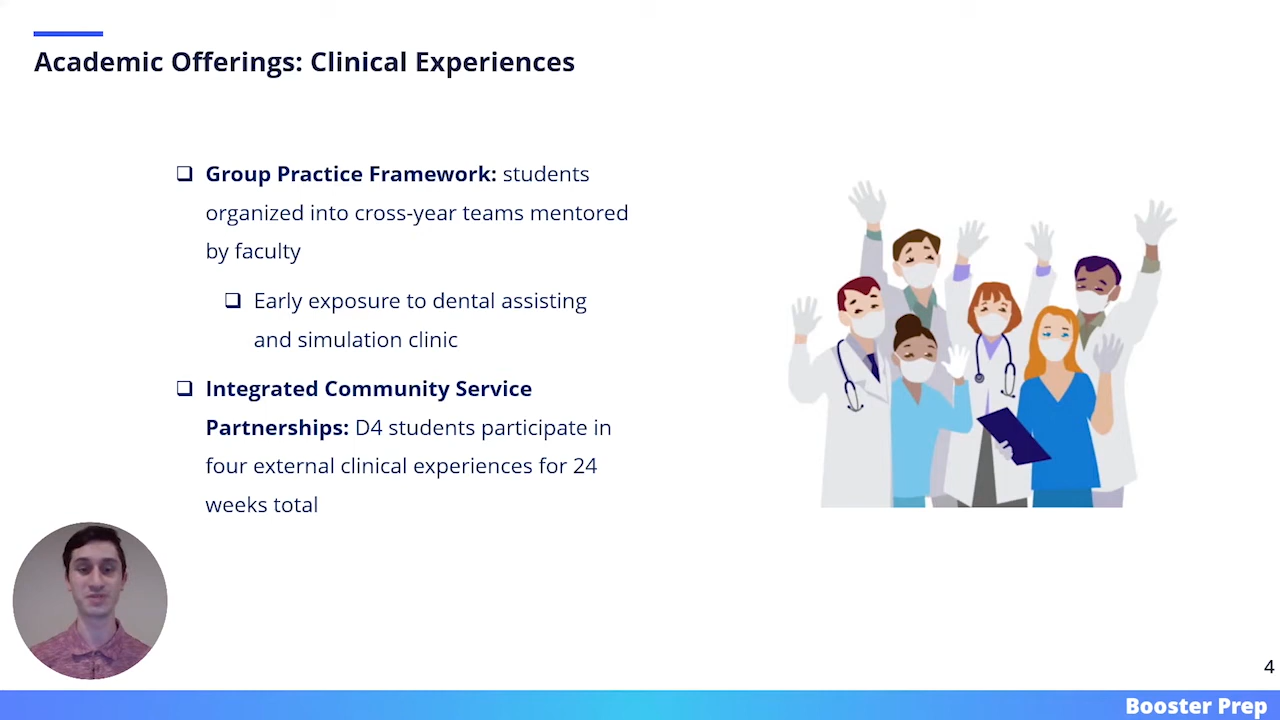 Academic Offerings: Clinical Experiences
Group Practice Framework: students
organized into cross-year teams mentored
by faculty
Early exposure to dental assisting
and simulation clinic
Integrated Community Service
Partnerships: D4 students participate in
four external clinical experiences for 24
weeks total
4
Booster Prep